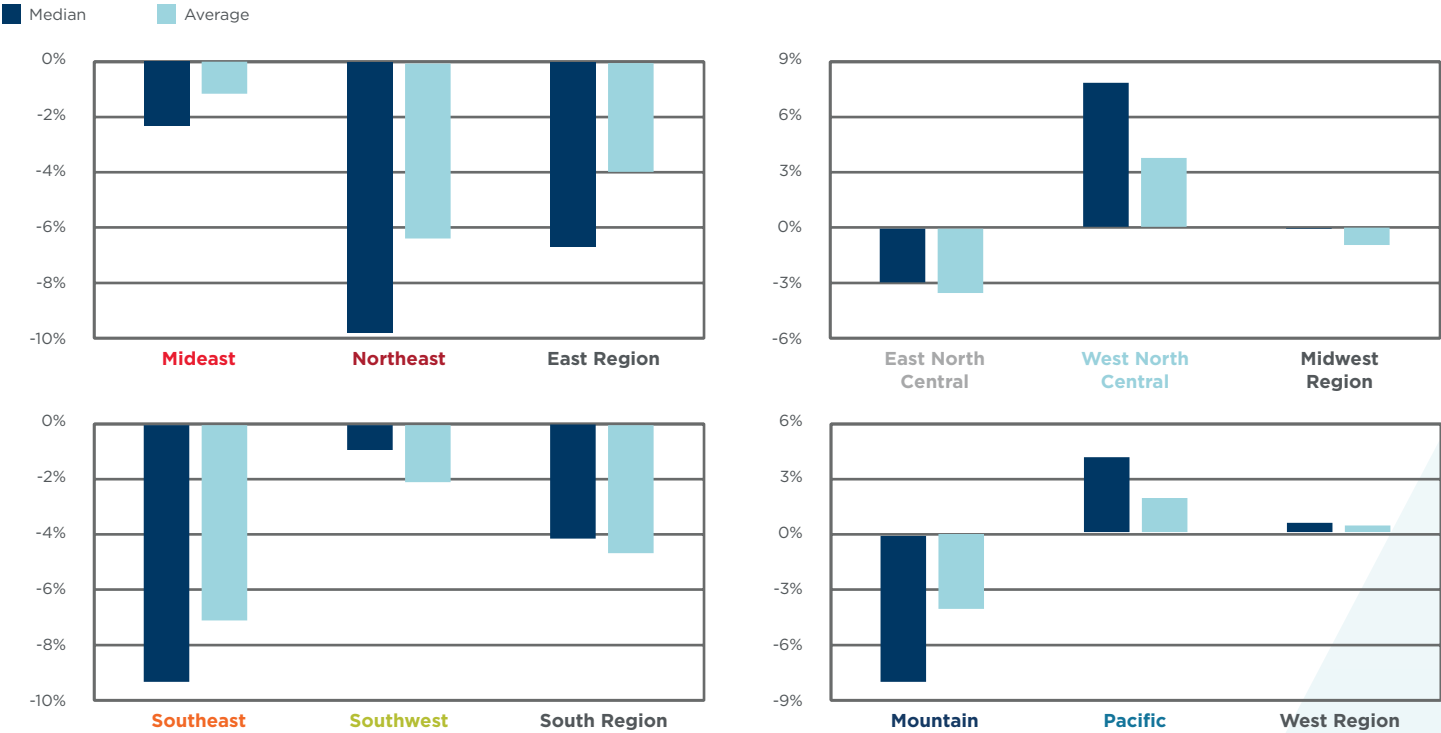 Median
Average
0%
-2%
-4%
-6%
-8%
-10%
Mideast
Northeast
East Region
9%
6%
3%
0%
-3%
-6%
East North
Central
West North
Central
Midwest
Region
0%
-2%
-4%
-6%
-8%
-10%
Southeast
Southwest
South Region
6%
3%
0%
-3%
-6%
-9%
Mountain
Pacific
West Region